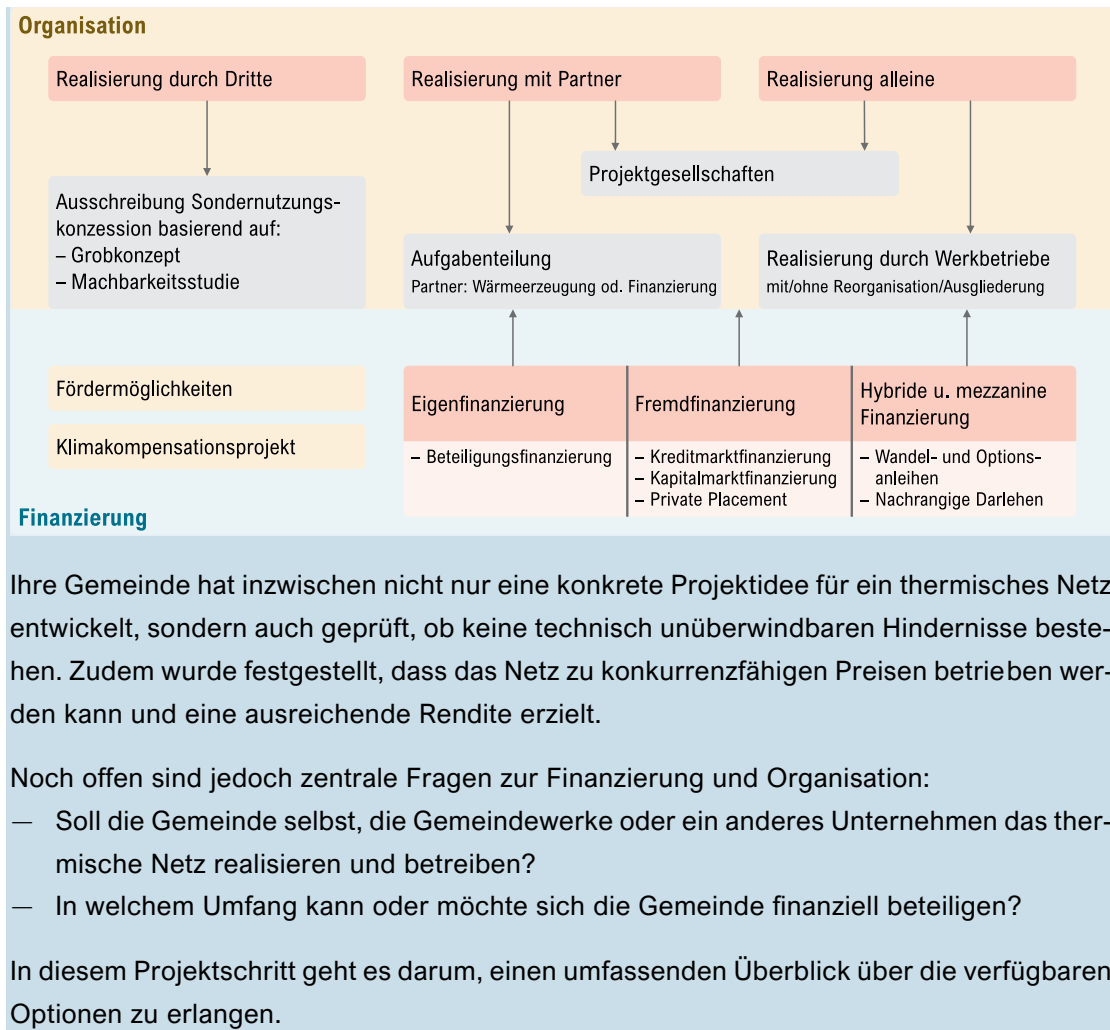 Organisation
Realisierung durch Dritte
Realisierung mit Partner
Realisierung alleine
Projektgesellschaften
Ausschreibung Sondernutzungs-
konzession basierend auf:
– Grobkonzept
– Machbarkeitsstudie
Aufgabenteilung
Partner: Wärmeerzeugung od. Finanzierung
Realisierung durch Werkbetriebe
mit/ohne Reorganisation/Ausgliederung
Fördermöglichkeiten
Klimakompensationsprojekt
Eigenfinanzierung
– Beteiligungsfinanzierung
Fremdfinanzierung
– Kreditmarktfinanzierung
– Kapitalmarktfinanzierung
– Private Placement
Hybride u. mezzanine
Finanzierung
– Wandel- und Options-
anleihen
– Nachrangige Darlehen
Finanzierung
Ihre Gemeinde hat inzwischen nicht nur eine konkrete Projektidee für ein thermisches Netz
entwickelt, sondern auch geprüft, ob keine technisch unüberwindbaren Hindernisse beste-
hen. Zudem wurde festgestellt, dass das Netz zu konkurrenzfähigen Preisen betrieben wer-
den kann und eine ausreichende Rendite erzielt.
Noch offen sind jedoch zentrale Fragen zur Finanzierung und Organisation:
— Soll die Gemeinde selbst, die Gemeindewerke oder ein anderes Unternehmen das ther-
mische Netz realisieren und betreiben?
— In welchem Umfang kann oder möchte sich die Gemeinde finanziell beteiligen?
In diesem Projektschritt geht es darum, einen umfassenden Überblick über die verfügbaren
Optionen zu erlangen.